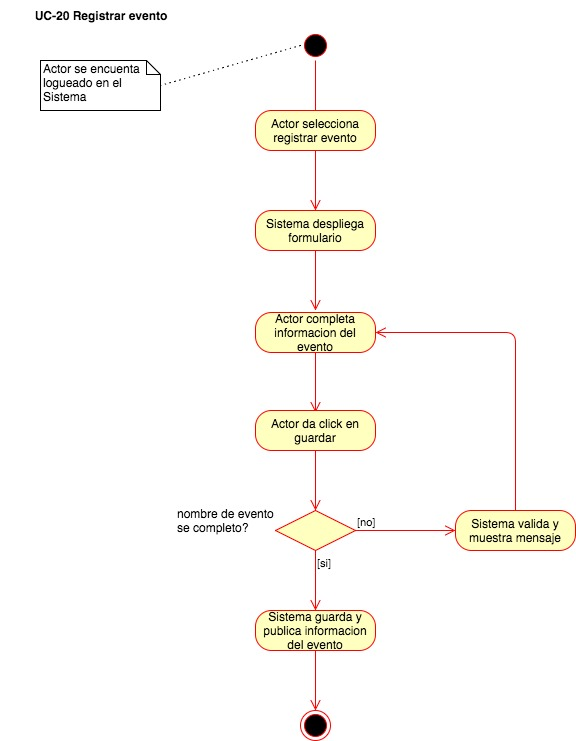 UC-20 Registrar evento
Actor se encuenta
logueado en el
Sistema
Actor selecciona
registrar evento
Sistema despliega
formulario
Actor completa
informacion del
evento
Actor da click en
guardar
nombre de evento
se completo?
[no]
Sistema valida y
muestra mensaje
[si]
Sistema guarda y
publica informacion
del evento